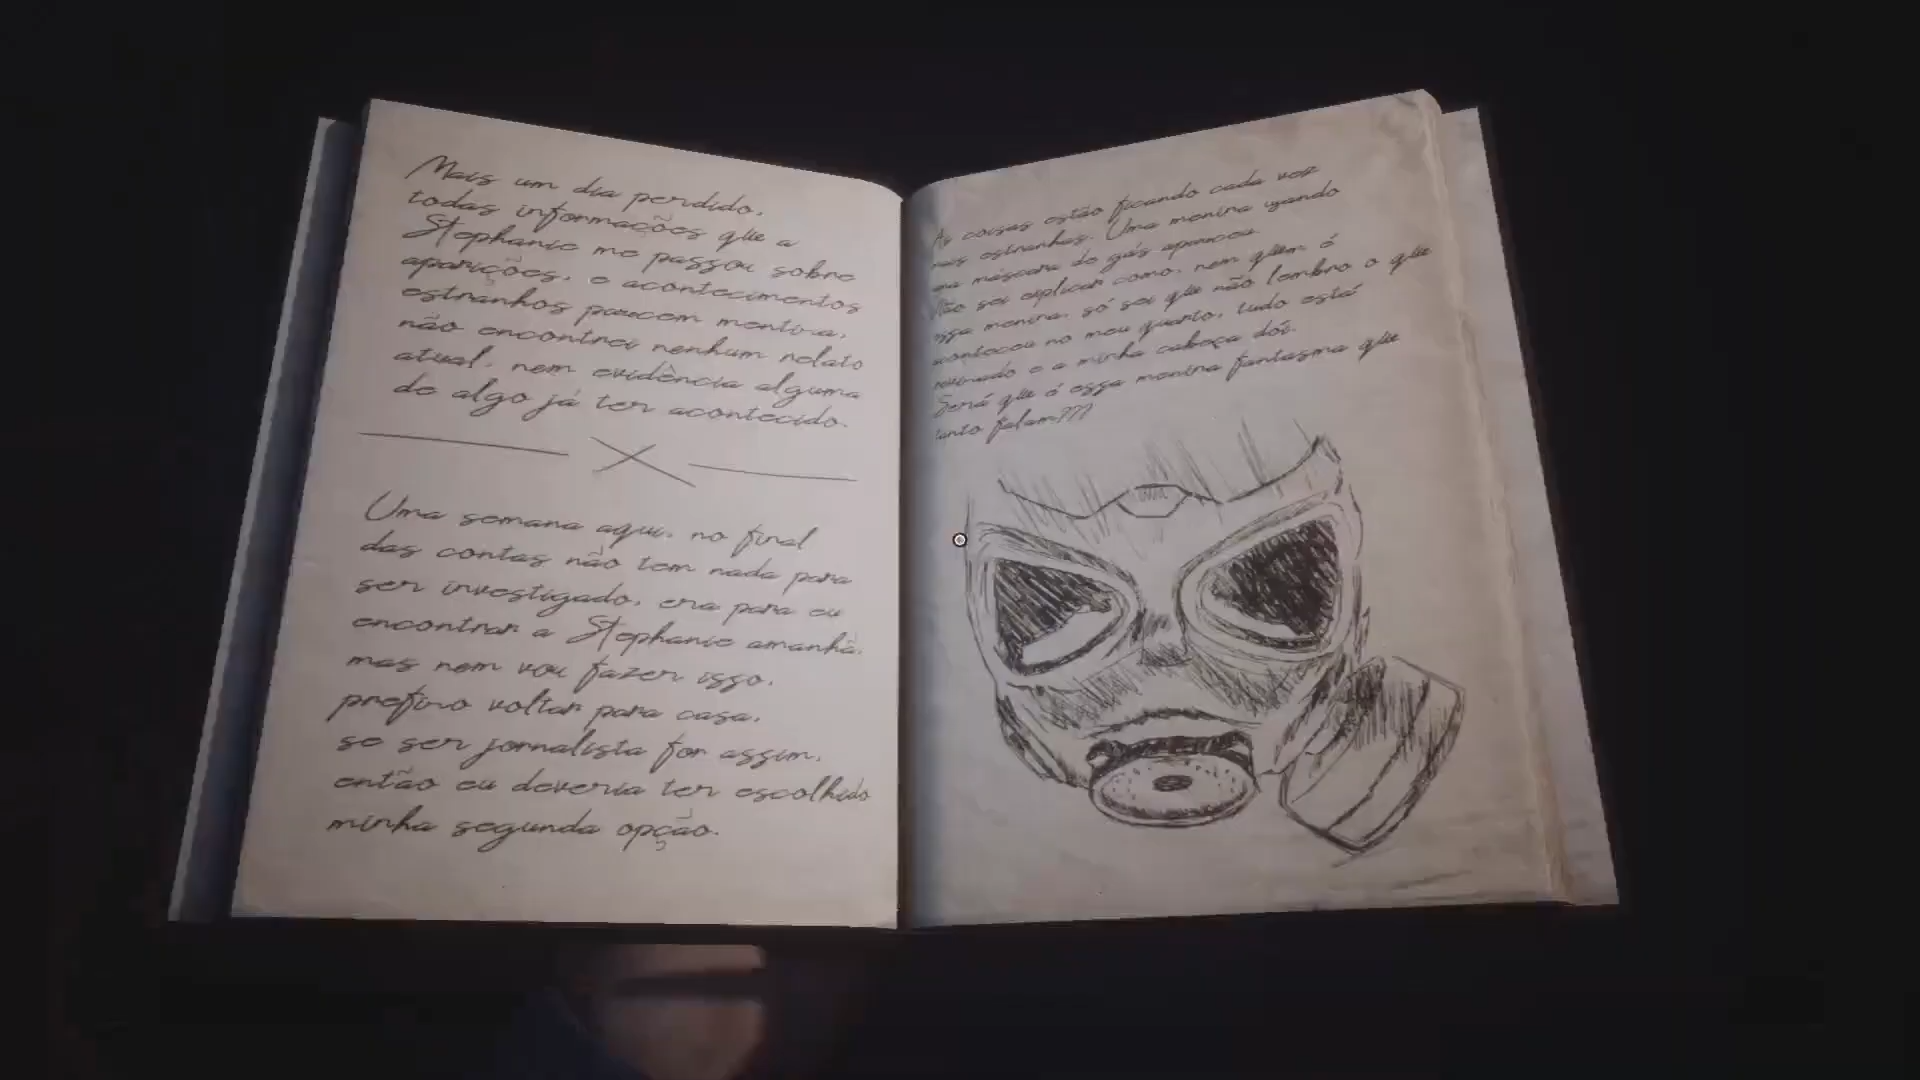 Mais um dia perdido,
todas informações que a
Stephanie me passou sobre
aparições, e acontecimentos
estranhos parecem mentira,
não encontrei nenhum relato
atual, nem evidência alguma
de algo já ter acontecido.
Uma semana aqui, no final
das contas não tem nada para
ser investigado, era para eu
encontrar a Stephanie amanhã,
mas nem vou fazer isso,
prefiro voltar para casa,
se ser jornalista for assim,
então eu deveria ter escolhido
minha segunda opção.
As coisas estão ficando cada vez
mais estranhas. Uma menina usando
uma máscara de gás apareceu.
Não sei explicar como, nem quem é
essa menina, só sei que não lembro o que
aconteceu no meu quarto, tudo está
revirado e a minha cabeça dói.
Será que é essa menina fantasma que
tanto falam???